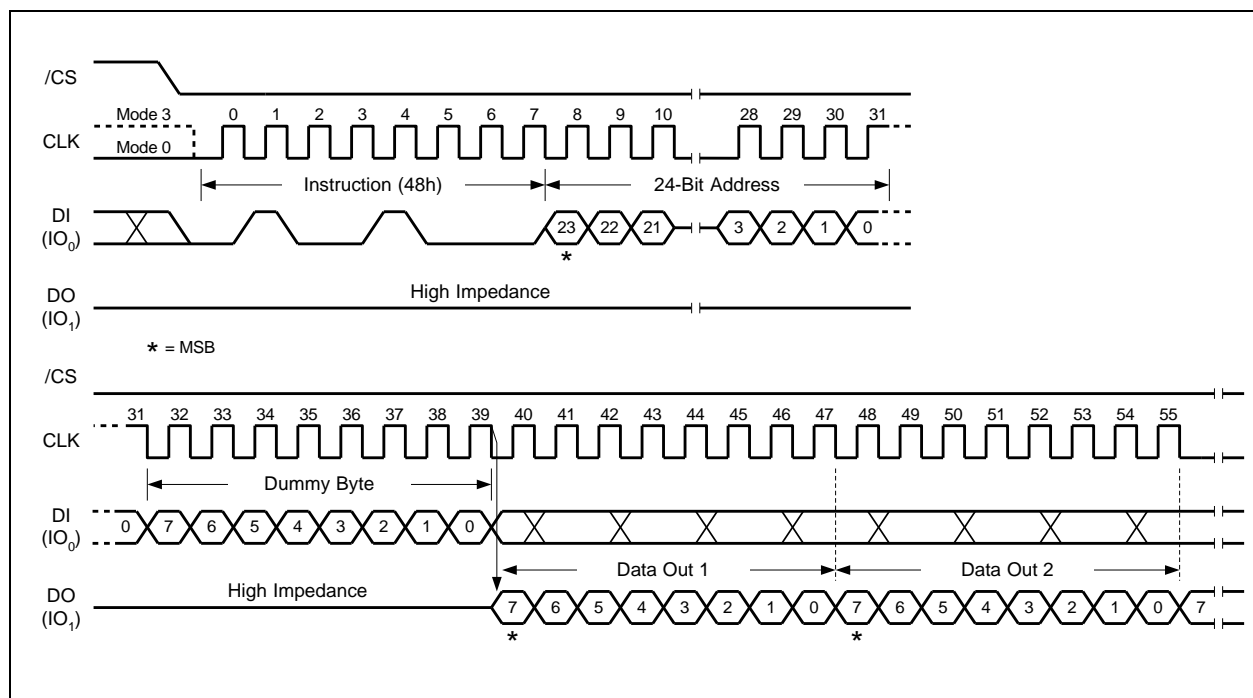 /CS
Mode 3 0 1 2 3 4 5 6 7 8 9 10 28 29 30 31
CLK
Mode 0
Instruction (48h) 24-Bit Address
DI
(IO0) 23 22 21 3 2 1 0
*
DO High Impedance
(IO1)
* = MSB
/CS
31 32 33 34 35 36 37 38 39 40 41 42 43 44 45 46 47 48 49 50 51 52 53 54 55
CLK
Dummy Byte
DI
(IO0) 0 7 6 5 4 3 2 1 0
Data Out 1 Data Out 2
DO High Impedance
(IO1) 7 6 5 4 3 2 1 0 7 6 5 4 3 2 1 0 7
* *